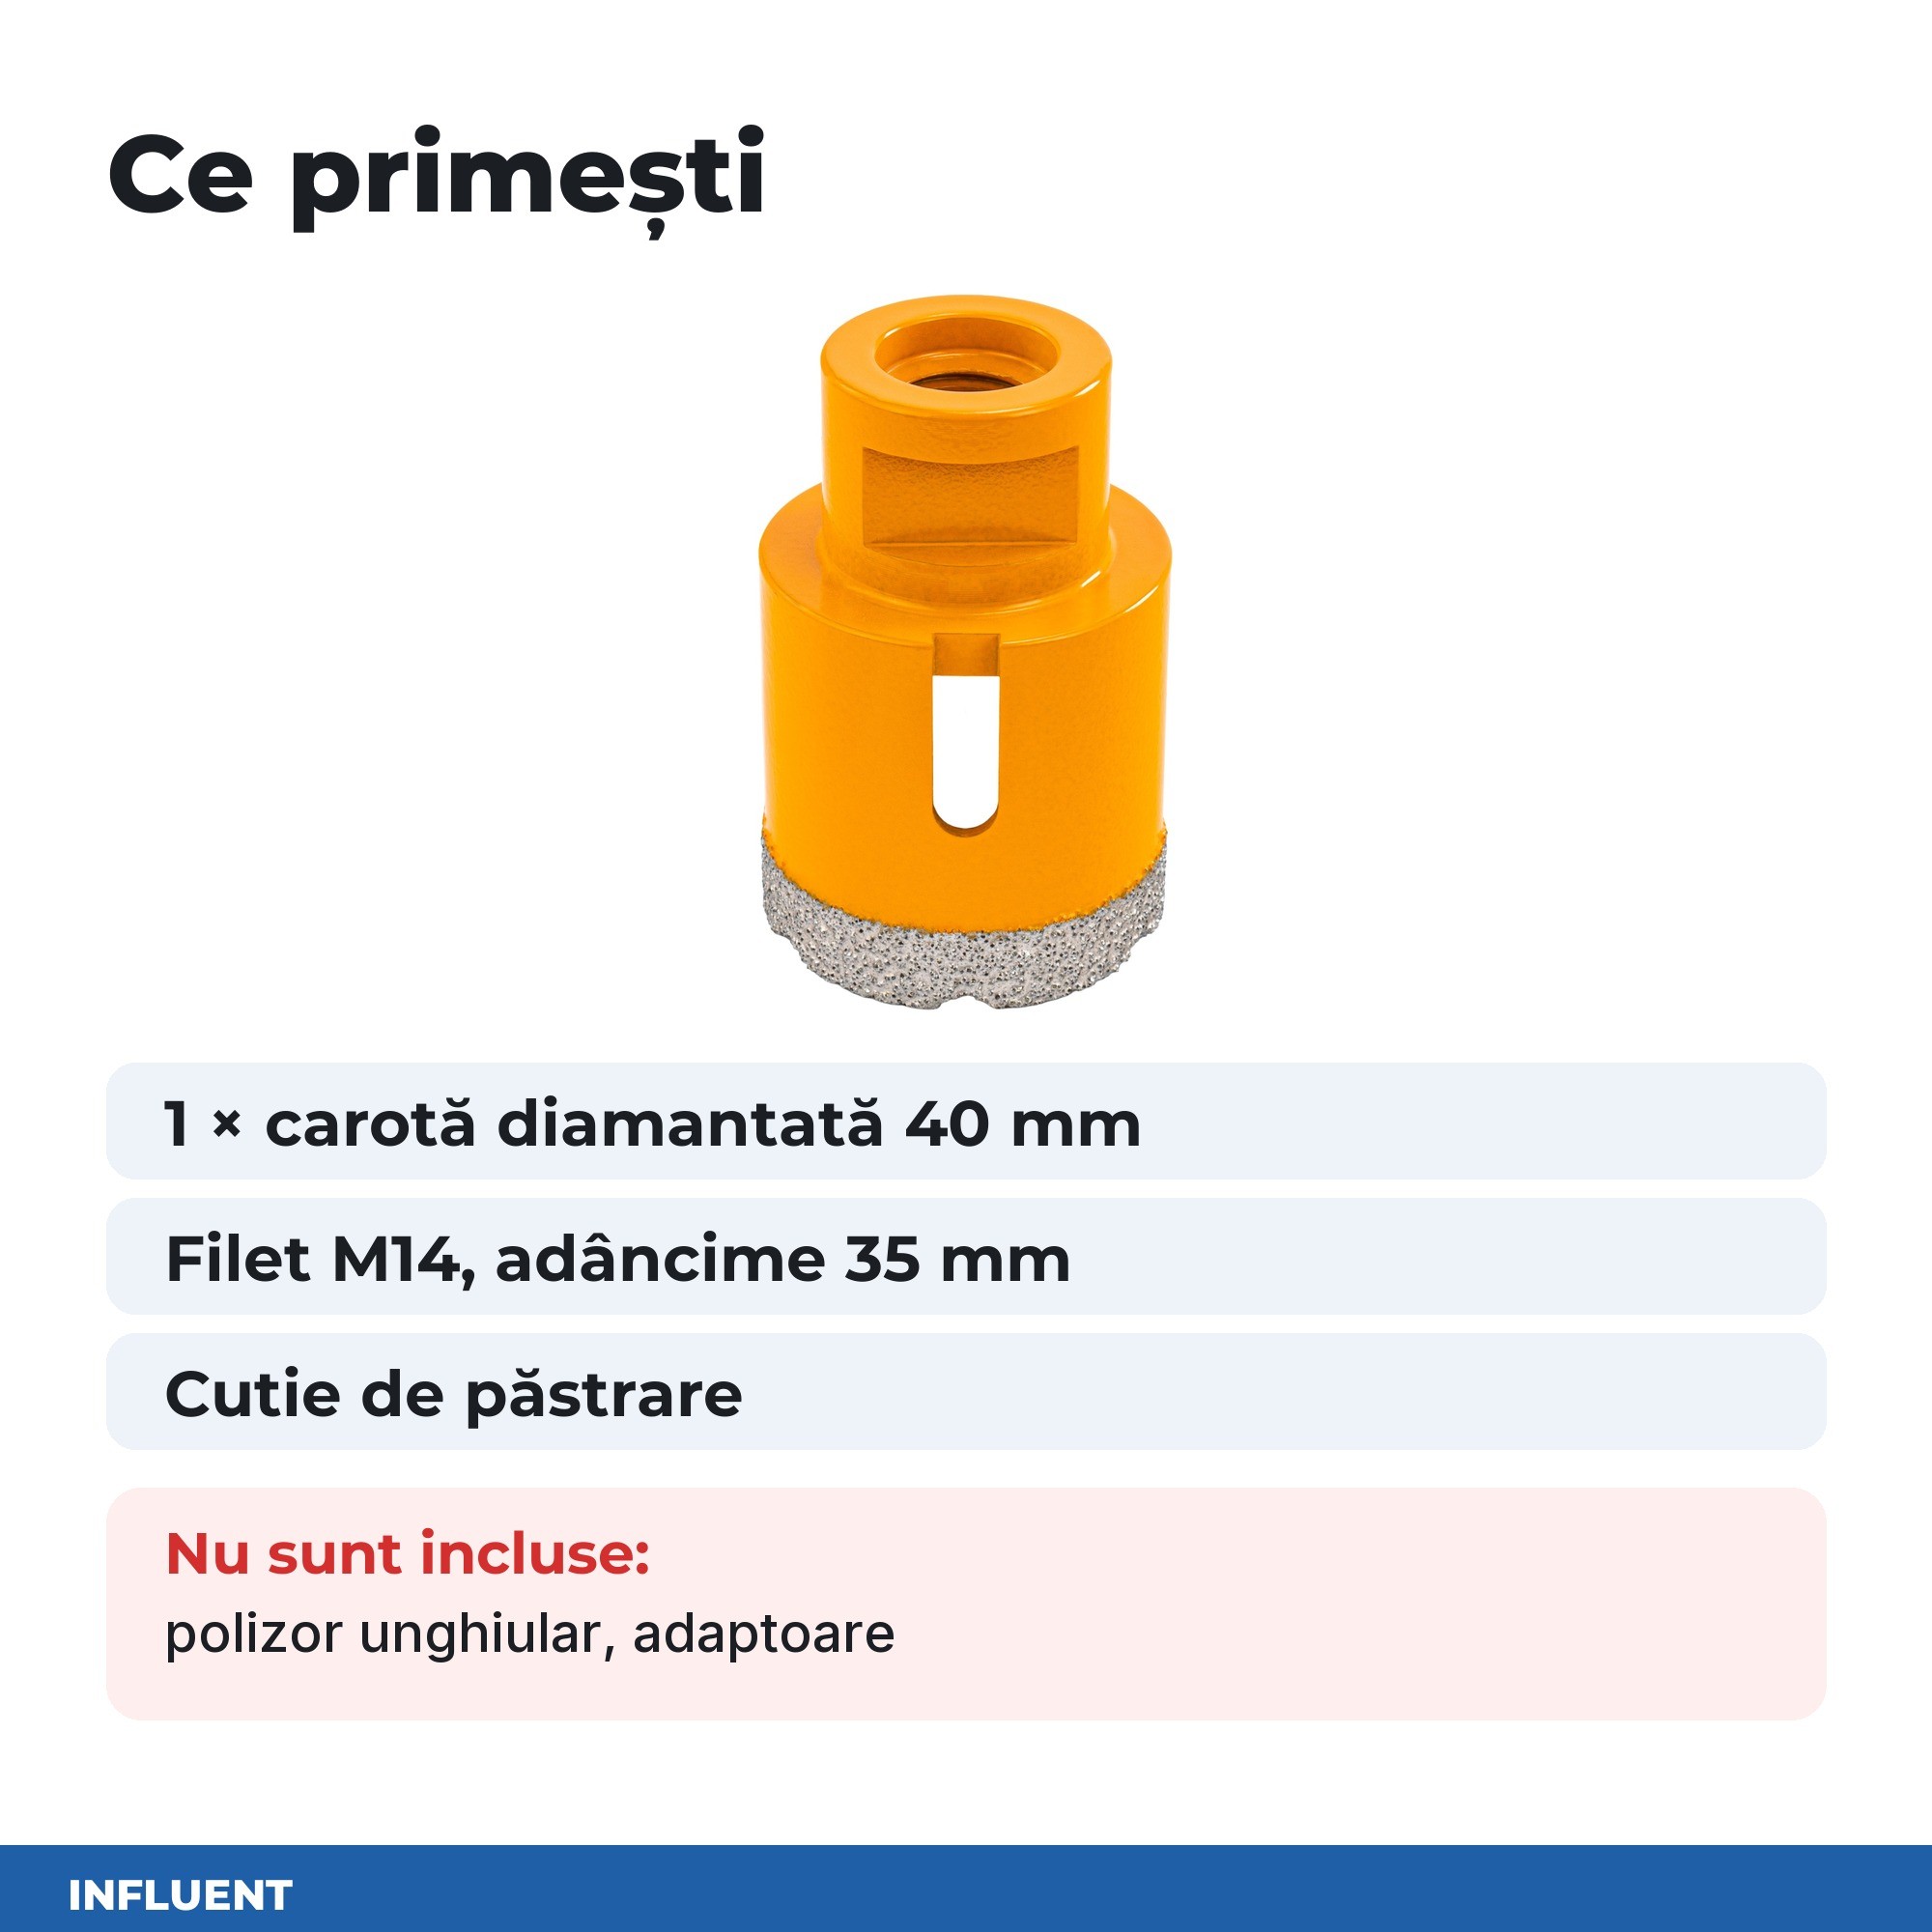 Ce primești
1 × carotă diamantată 40 mm
Filet M14, adâncime 35 mm
Cutie de păstrare
Nu sunt incluse:
polizor unghiular, adaptoare
INFLUENT